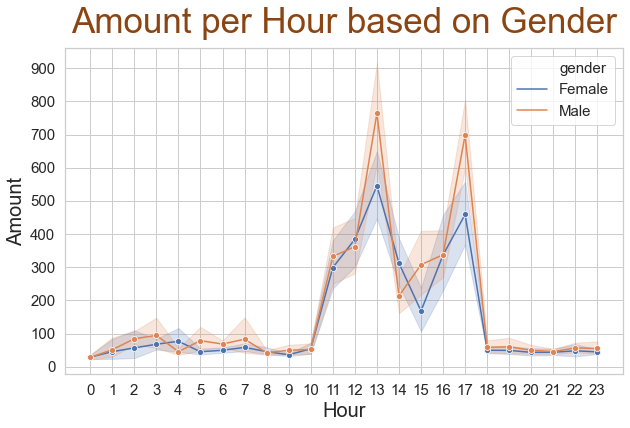 Amount per Hour based on Gender
gender
Female
Male
Amount
900
800
700
600
500
400
300
200
100
0
0 1 2 3 4 5 6 7 8 9 10 11 12 13 14 15 16 17 18 19 20 21 22 23
Hour